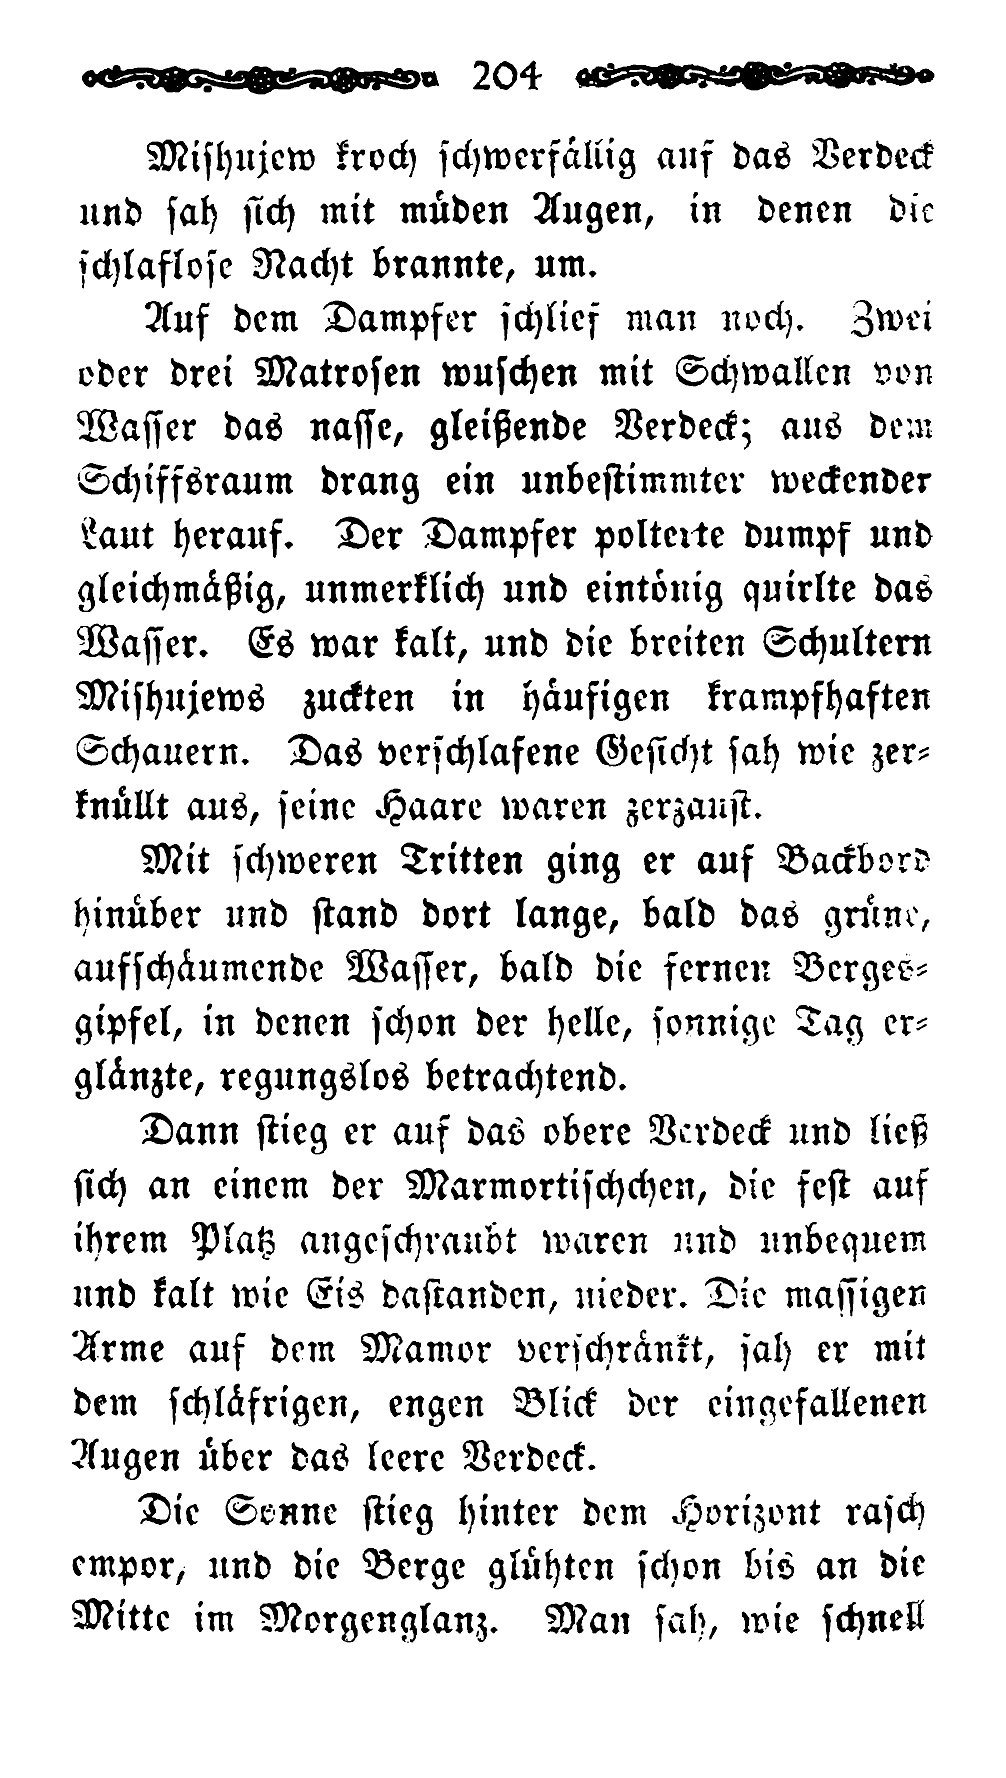 204
Mishujew kroch schwerfällig auf das Verdeck
und sah sich mit müden Augen, in denen die
schlaflose Nacht brannte, um.
Auf dem Dampfer schlief man noch. Zwei
oder drei Matrosen wuschen mit Schwallen von
Wasser das nasse, gleißende Verdeck; aus dem
Schiffsraum drang ein unbestimmter weckender
Laut herauf. Der Dampfer polterte dumpf und
gleichmäßig, unmerklich und eintönig quirlte das
Wasser. Es war kalt, und die breiten Schultern
Mishujews zuckten in häufigen krampfhaften
Schauern. Das verschlafene Gesicht sah wie zer-
knüllt aus, seine Haare waren zerzaust.
Mit schweren Tritten ging er auf Backbord
hinüber und stand dort lange, bald das grüne,
aufschäumende Wasser, bald die fernen Berges-
gipfel, in denen schon der helle, sonnige Tag er-
glänzte, regungslos betrachtend.
Dann stieg er auf das obere Verdeck und ließ
sich an einem der Marmortischchen, die fest auf
ihrem Platz angeschraubt waren und unbequem
und kalt wie Eis dastanden, nieder. Die massigen
Arme auf dem Mamor verschränkt, sah er mit
dem schläfrigen, engen Blick der eingefallenen
Augen über das leere Verdeck.
Die Sonne stieg hinter dem Horizont rasch
empor, und die Berge glühten schon bis an die
Mitte im Morgenglanz. Man sah, wie schnell